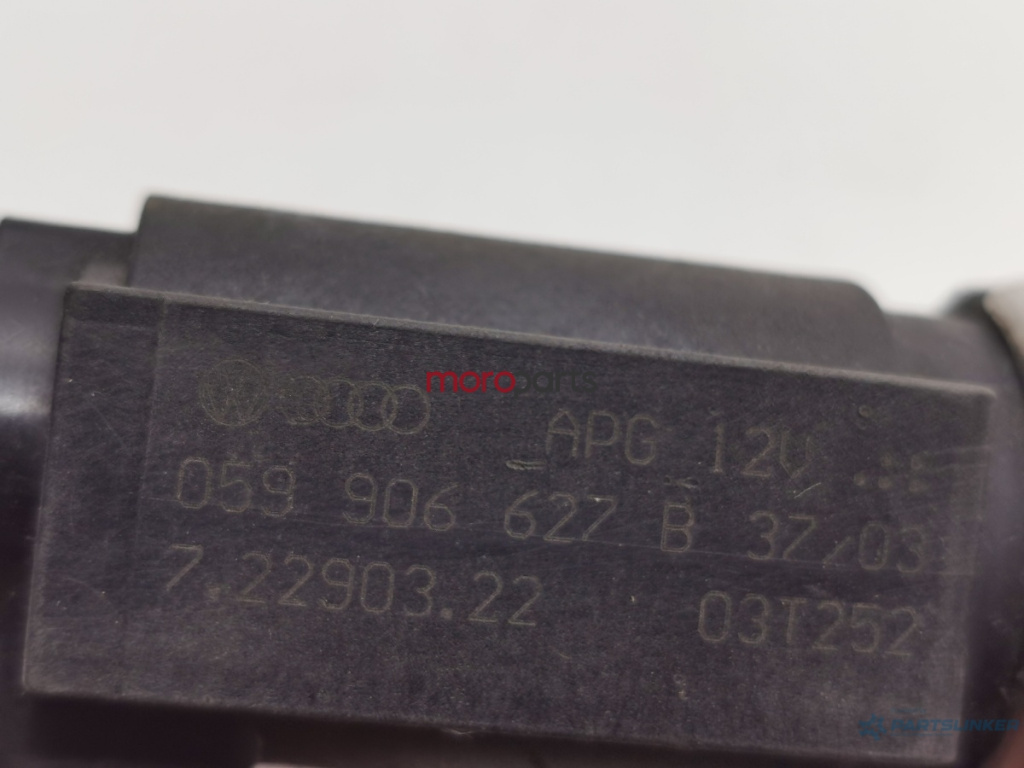 moroparts
APG 12V
059 906 627 B 37/03
7.22903.22 03T252
PARTSLINKER